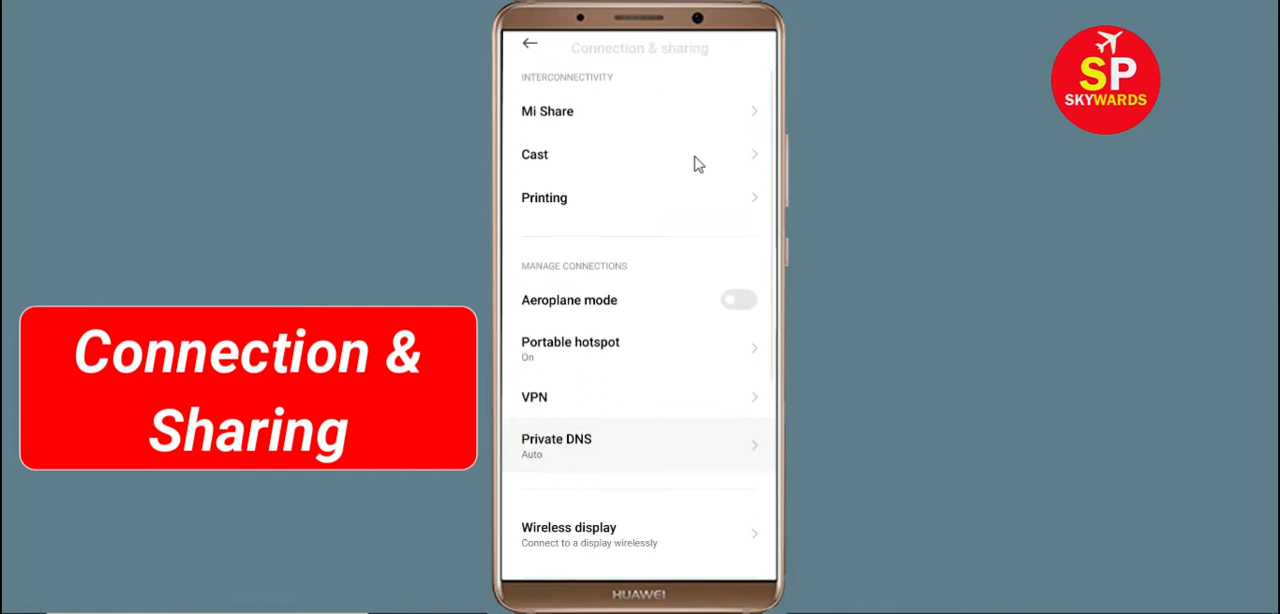 Connection & sharing
INTERCONNECTIVITY
Mi Share
Cast
Printing
MANAGE CONNECTIONS
Aeroplane mode
Portable hotspot
On
VPN
Private DNS
Auto
Wireless display
Connect to a display wirelessly
HUAWEI
Connection &
Sharing
SP
SKYWARDS